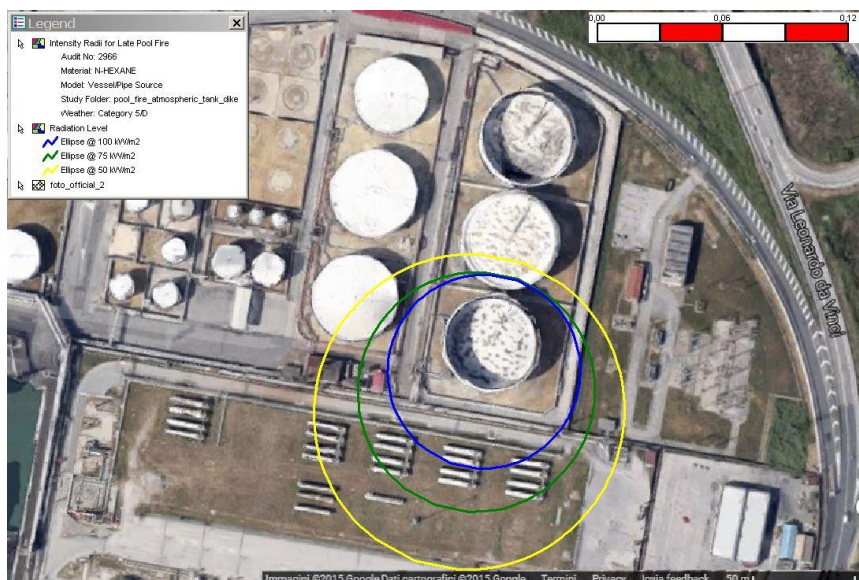 Legend
Intensity Radii for Late Pool Fire
Audit No: 2966
Material: N-HEXANE
Model: Vessel/Pipe Source
Study Folder: pool_fire_atmospheric_tank_dike
Weather: Category 5/D
Radiation Level
Ellipse @ 100 kW/m2
Ellipse @ 75 kW/m2
Ellipse @ 50 kW/m2
foto_official_2
0,00 0,06 0,12
Via Leonardo da Vinci
Immagini ©2015 Google Dati cartografici ©2015 Google Termini Privacy Invia feedback 50 m